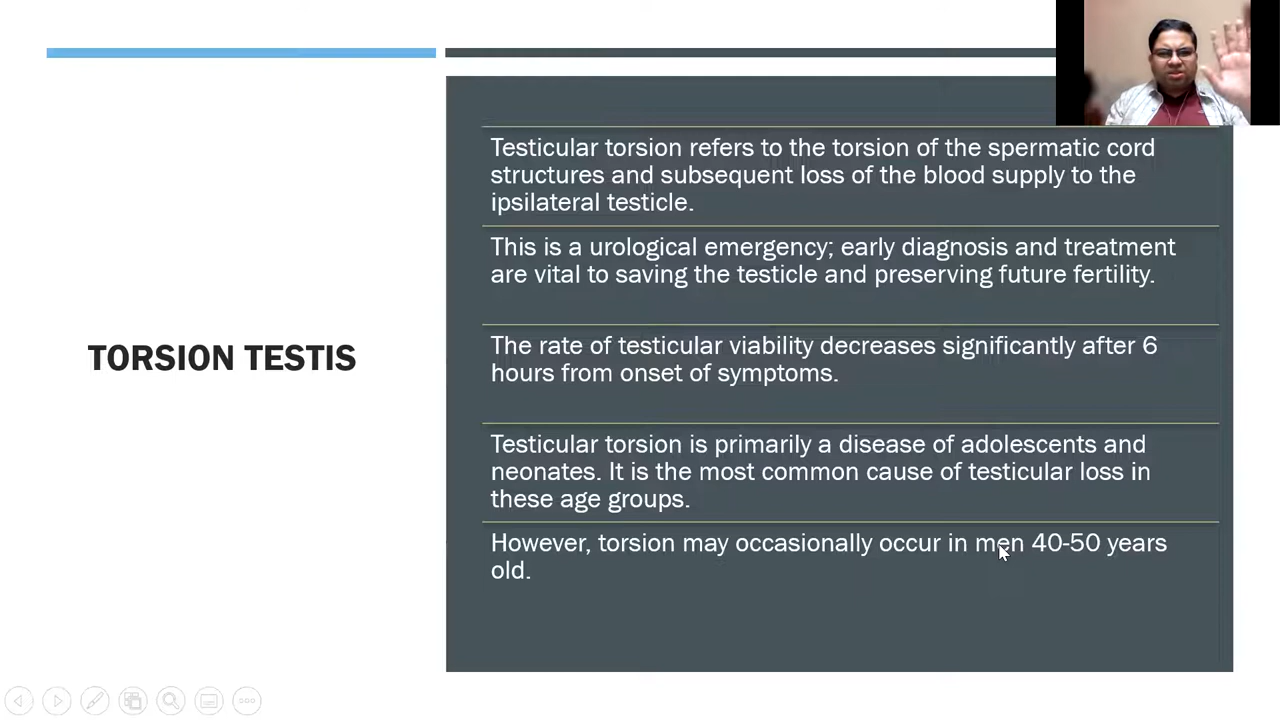 TORSION TESTIS
Testicular torsion refers to the torsion of the spermatic cord
structures and subsequent loss of the blood supply to the
ipsilateral testicle.
This is a urological emergency; early diagnosis and treatment
are vital to saving the testicle and preserving future fertility.
The rate of testicular viability decreases significantly after 6
hours from onset of symptoms.
Testicular torsion is primarily a disease of adolescents and
neonates. It is the most common cause of testicular loss in
these age groups.
However, torsion may occasionally occur in men 40-50 years
old.